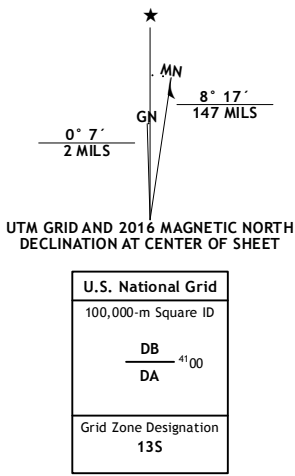 ★
MN
GN
8° 17´
147 MILS
0° 7´
2 MILS
UTM GRID AND 2016 MAGNETIC NORTH
DECLINATION AT CENTER OF SHEET
U.S. National Grid
100,000-m Square ID
DB
4100
DA
Grid Zone Designation
13S